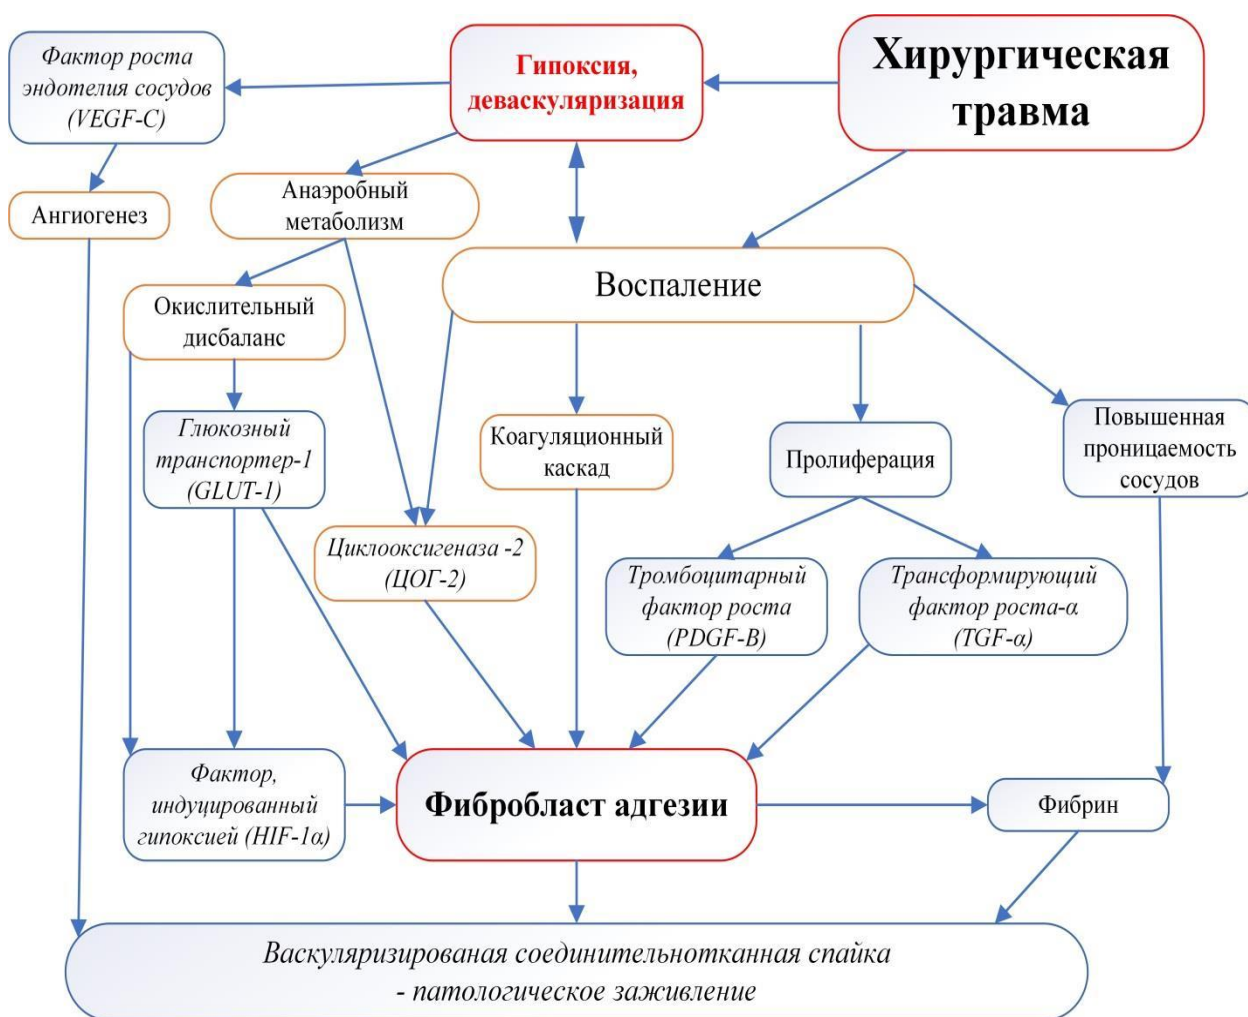 Фактор роста
эндотелия сосудов
(VEGF-C)
Гипоксия,
деваскуляризация
Хирургическая
травма
Ангиогенез
Анаэробный
метаболизм
Воспаление
Окислительный
дисбаланс
Глюкозный
транспортер-1
(GLUT-1)
Коагуляционный
каскад
Пролиферация
Повышенная
проницаемость
сосудов
Циклооксигеназа -2
(ЦОГ-2)
Тромбоцитарный
фактор роста
(PDGF-B)
Трансформирующий
фактор роста-α
(TGF-α)
Фактор,
индуцированный
гипоксией (HIF-1α)
Фибробласт адгезии
Фибрин
Васкуляризированая соединительнотканная спайка
- патологическое заживление